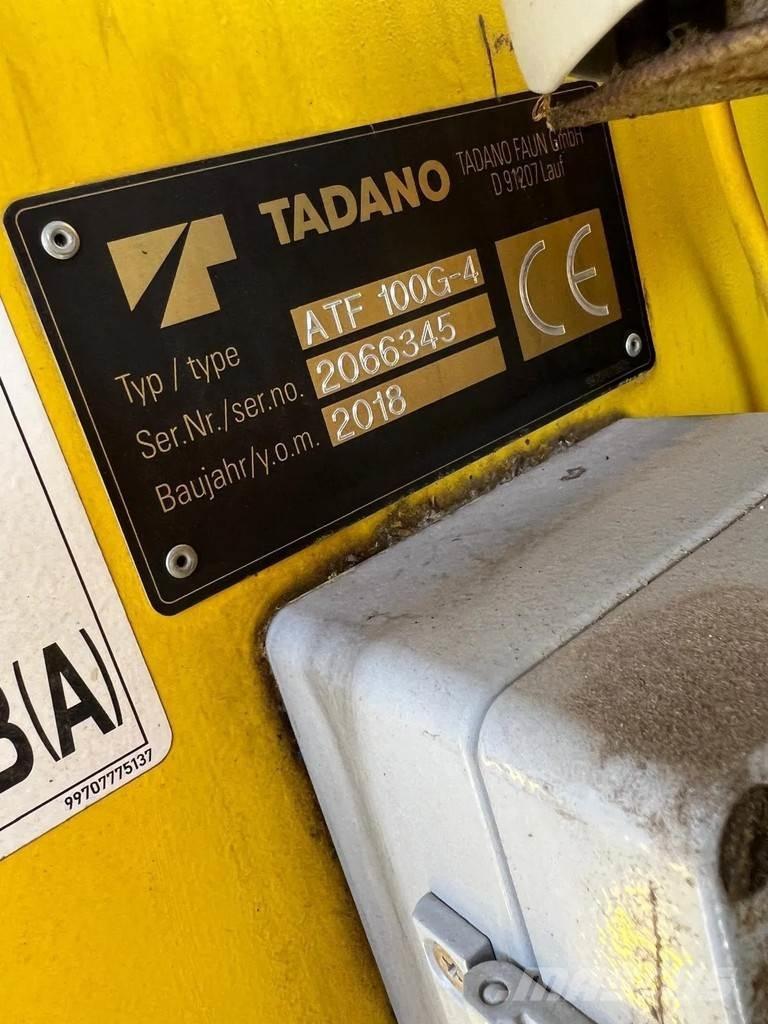 TADANO
TADANO FAUN GmbH
D 91207 Lauf
Typ / type ATF 100G-4
Ser.Nr./ser.no. 2066345
Baujahr/y.o.m. 2018
CE
B(A)
99707775137